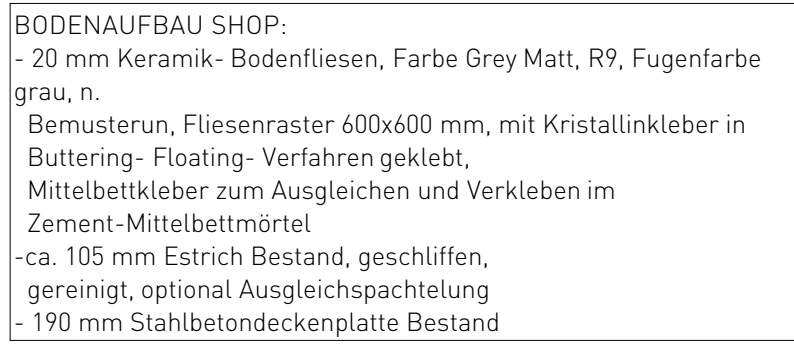 BODENAUFBAU SHOP:
- 20 mm Keramik- Bodenfliesen, Farbe Grey Matt, R9, Fugenfarbe
grau, n.
Bemusterun, Fliesenraster 600x600 mm, mit Kristallinkleber in
Buttering- Floating- Verfahren geklebt,
Mittelbettkleber zum Ausgleichen und Verkleben im
Zement-Mittelbettmörtel
-ca. 105 mm Estrich Bestand, geschliffen,
gereinigt, optional Ausgleichspachtelung
- 190 mm Stahlbetondeckenplatte Bestand